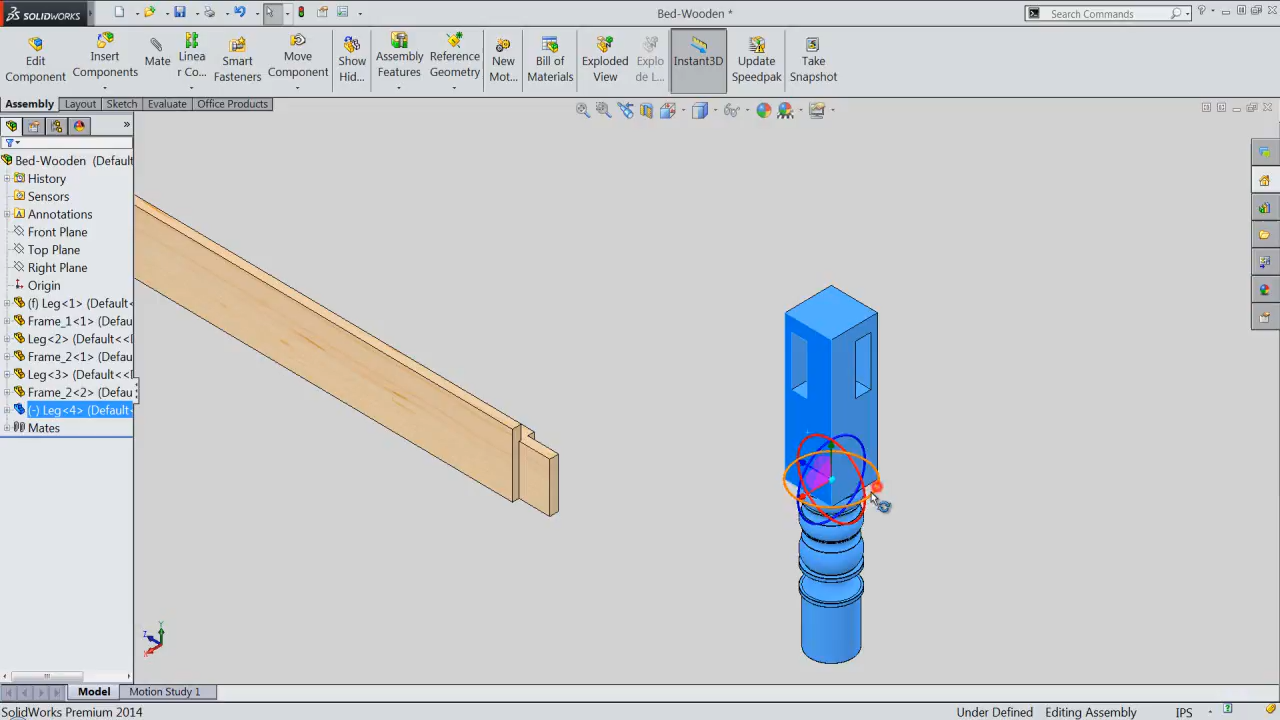 SOLIDWORKS
Bed-Wooden *
Search Commands
Edit Component
Insert Components
Mate
Linea r Co...
Smart Fasteners
Move Component
Show Hid...
Assembly Features
Reference Geometry
New Mot...
Bill of Materials
Exploded View
Explo de L...
Instant3D
Update Speedpak
Take Snapshot
Assembly Layout Sketch Evaluate Office Products
Bed-Wooden (Default
History
Sensors
Annotations
Front Plane
Top Plane
Right Plane
Origin
(f) Leg<1> (Default<
Frame_1<1> (Defau
Leg<2> (Default<<D
Frame_2<1> (Defau
Leg<3> (Default<<D
Frame_2<2> (Defau
(-) Leg<4> (Default<
Mates
Y
Z
X
Model Motion Study 1
SolidWorks Premium 2014
Under Defined Editing Assembly IPS